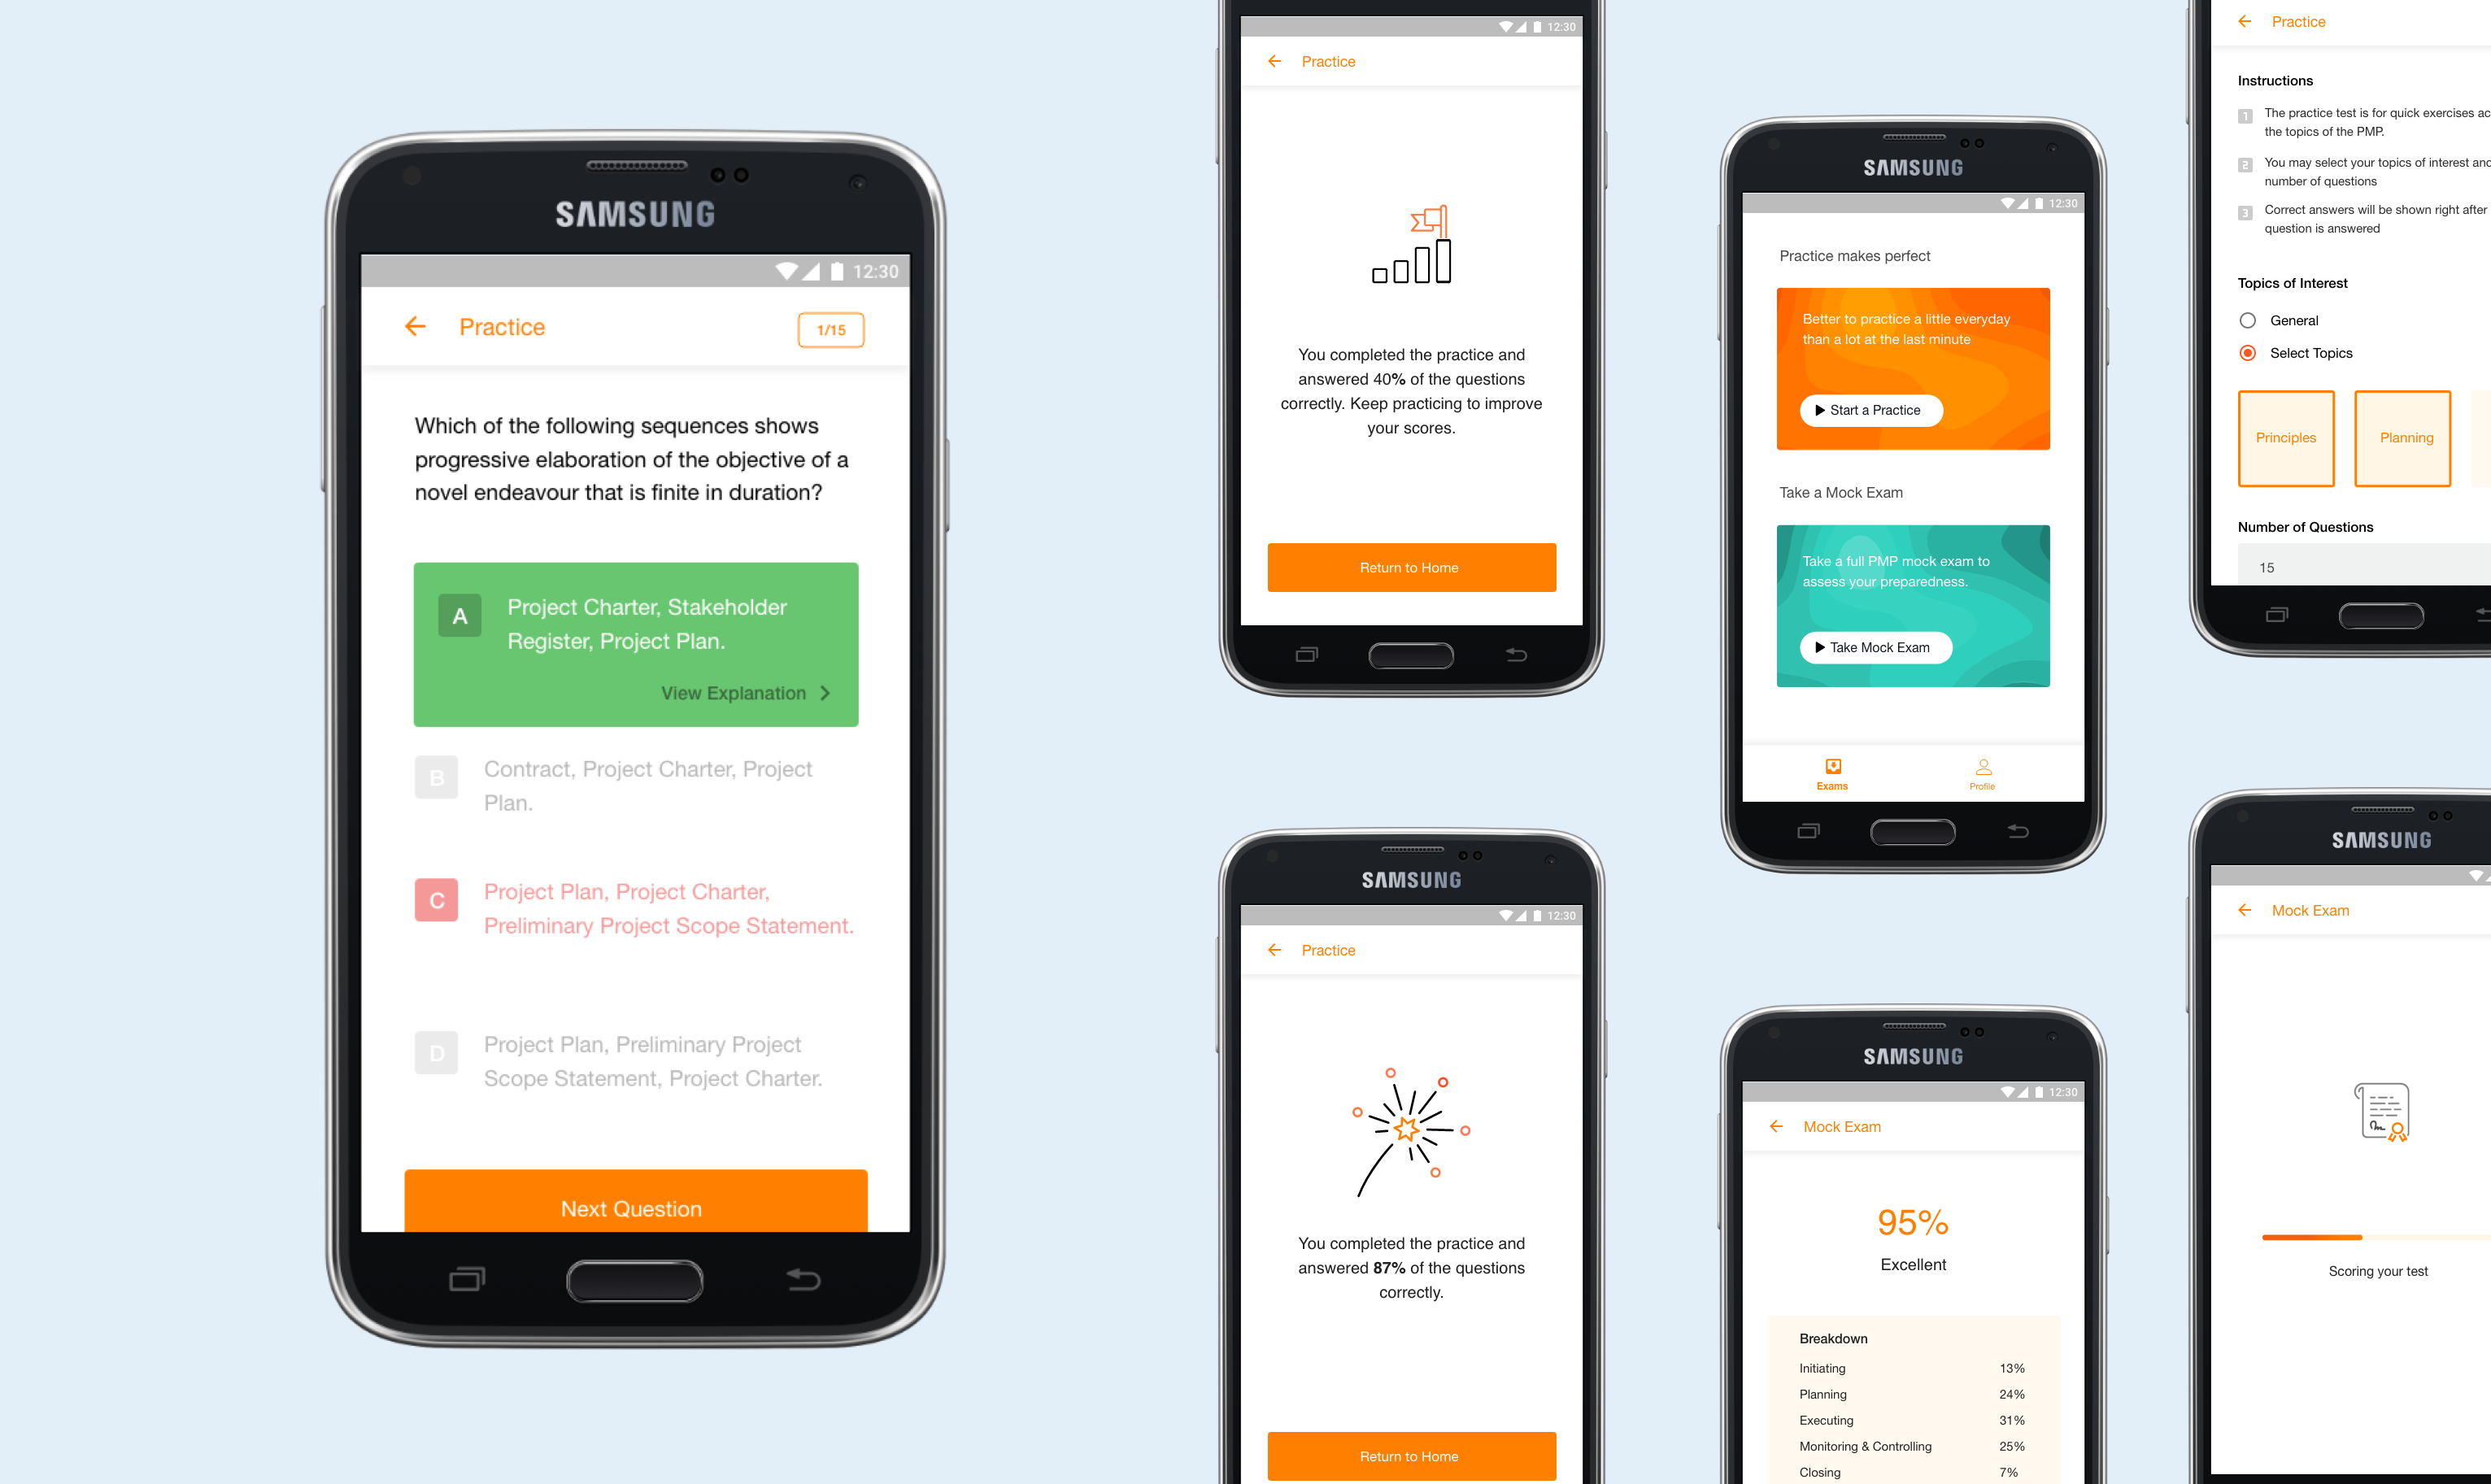 SAMSUNG
12:30
Practice
1/15
Which of the following sequences shows
progressive elaboration of the objective of a
novel endeavour that is finite in duration?
A
Project Charter, Stakeholder
Register, Project Plan.
View Explanation
B
Contract, Project Charter, Project
Plan.
C
Project Plan, Project Charter,
Preliminary Project Scope Statement.
D
Project Plan, Preliminary Project
Scope Statement, Project Charter.
Next Question
12:30
Practice
You completed the practice and
answered 40% of the questions
correctly. Keep practicing to improve
your scores.
Return to Home
SAMSUNG
12:30
Practice
You completed the practice and
answered 87% of the questions
correctly.
Return to Home
SAMSUNG
12:30
Practice makes perfect
Better to practice a little everyday
than a lot at the last minute
Start a Practice
Take a Mock Exam
Take a full PMP mock exam to
assess your preparedness.
Take Mock Exam
Exams
Profile
SAMSUNG
12:30
Mock Exam
95%
Excellent
Breakdown
Initiating 13%
Planning 24%
Executing 31%
Monitoring & Controlling 25%
Closing 7%
Practice
Instructions
1 The practice test is for quick exercises
the topics of the PMP.
2 You may select your topics of interest and
number of questions
3 Correct answers will be shown right after
question is answered
Topics of Interest
General
Select Topics
Principles
Planning
Number of Questions
15
SAMSUNG
Mock Exam
Scoring your test